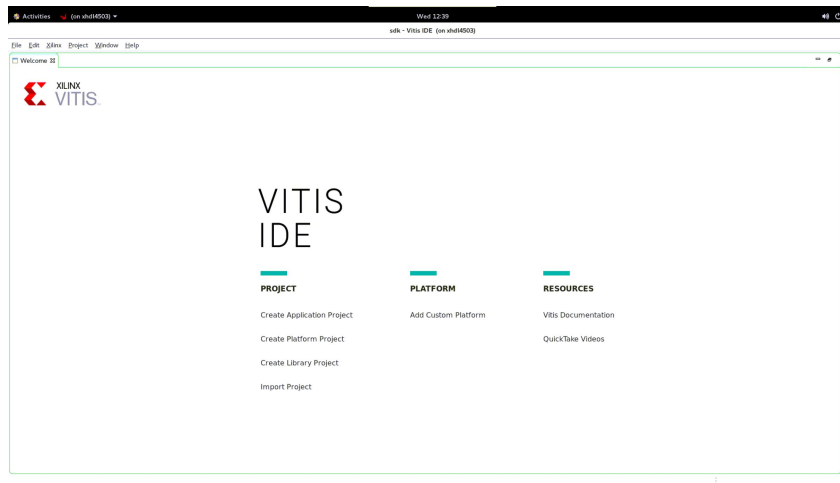 Activities (on xhdl4503) Wed 12:39
sdk - Vitis IDE (on xhdl4503)
File Edit Xilinx Project Window Help
Welcome
XILINX
VITIS
VITIS
IDE
PROJECT PLATFORM RESOURCES
Create Application Project Add Custom Platform Vitis Documentation
Create Platform Project QuickTake Videos
Create Library Project
Import Project